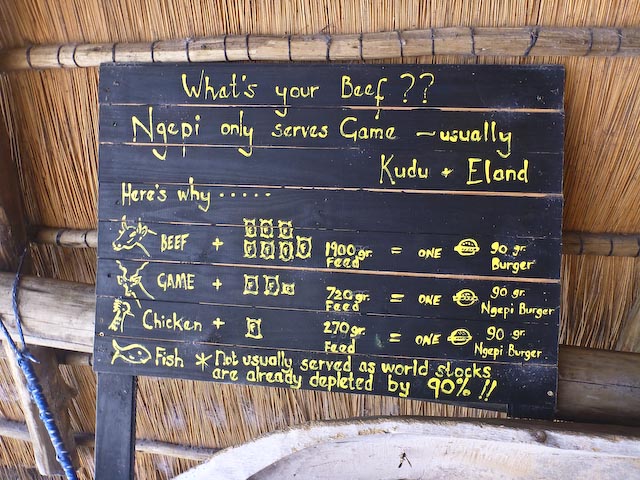 What's your Beef ??
Ngepi only serves Game ~ usually
Kudu + Eland
Here's why .....
BEEF + 1900 gr. Feed = ONE 90 gr. Burger
GAME + 720 gr. Feed = ONE 90 gr. Ngepi Burger
Chicken + 270 gr. Feed = ONE 90 gr. Ngepi Burger
Fish * Not usually served as world stocks
are already depleted by 90% !!